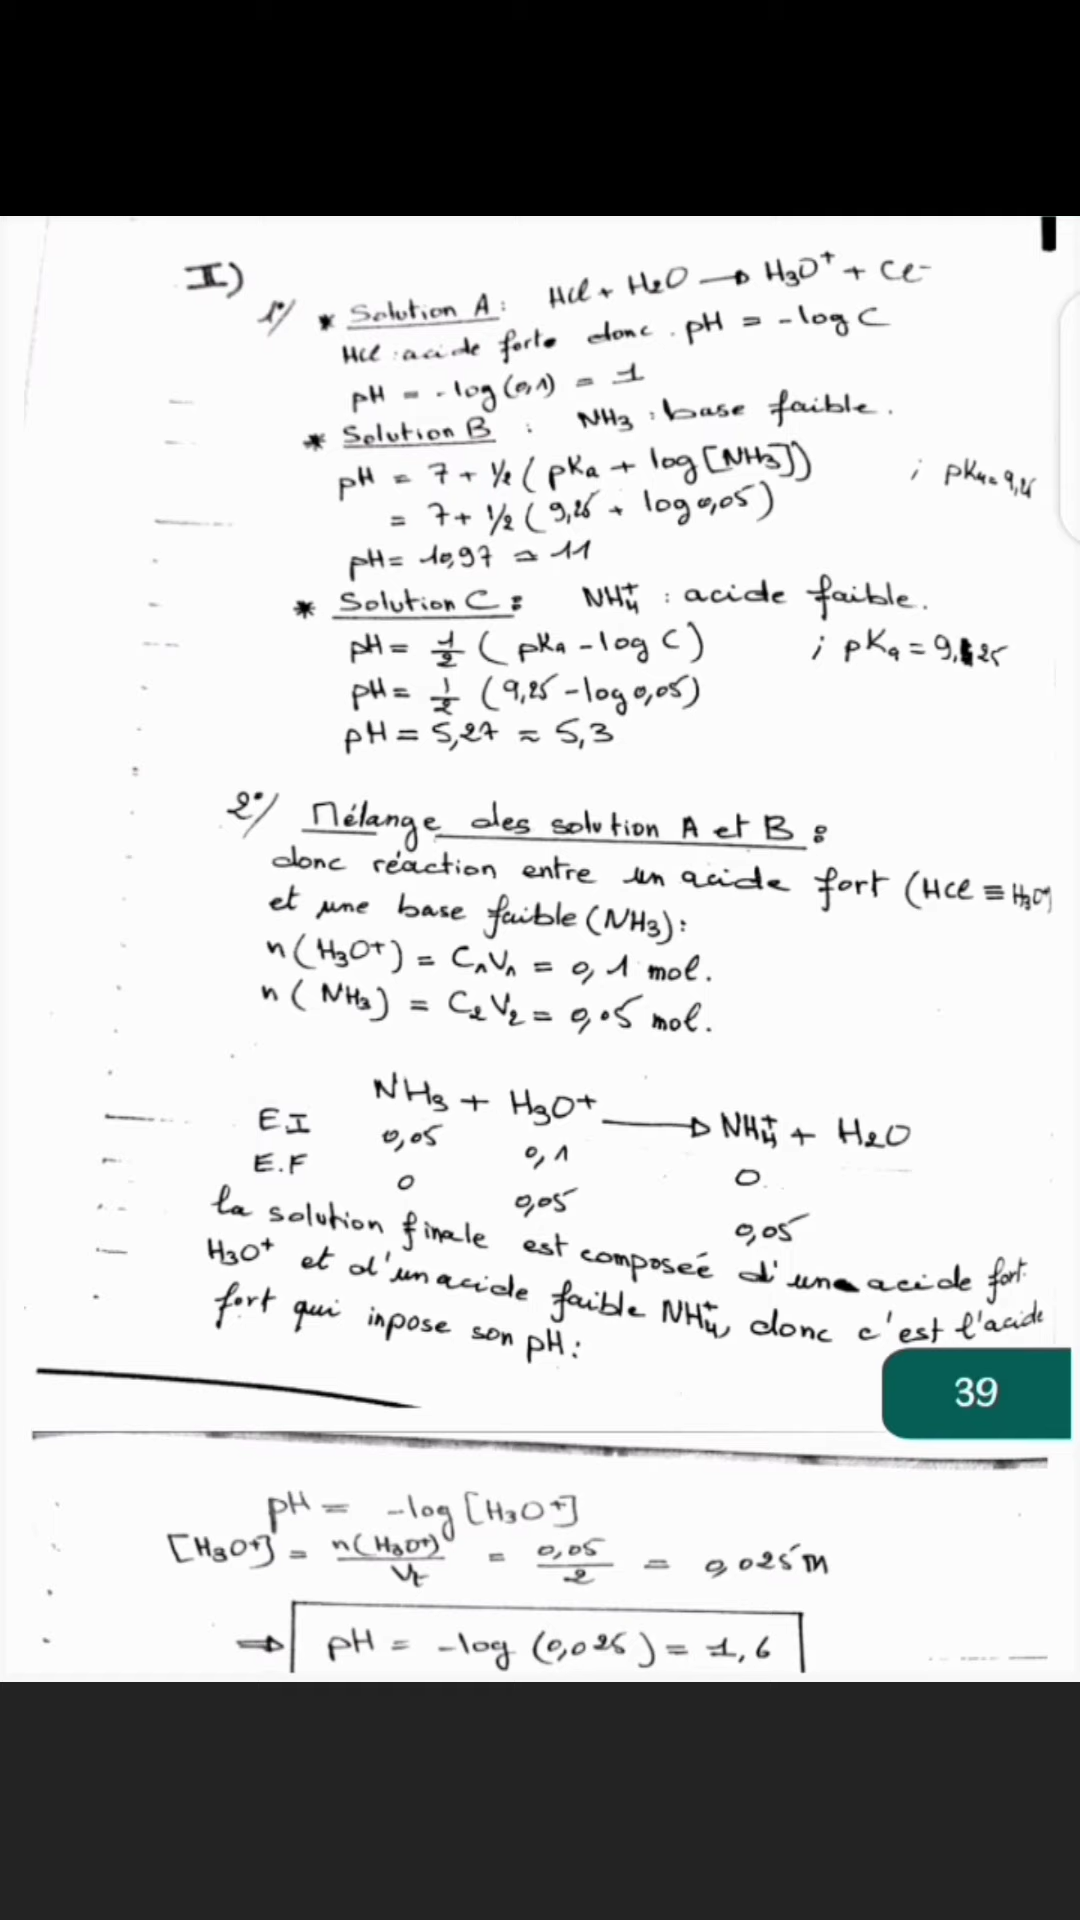 I)
1°/ * Solution A : HCl + H2O → H3O+ + Cl-
HCl : acide forte donc. pH = -log C
pH = -log(0,1) = 1
* Solution B : NH3 : base faible.
pH = 7 + 1/2 (pKa + log[NH3]) ; pKa = 9,25
= 7 + 1/2 (9,25 + log 0,05)
pH = 10,97 ≃ 11
* Solution C : NH4+ : acide faible.
pH = 1/2 (pKa - log C) ; pKa = 9,25
pH = 1/2 (9,25 - log 0,05)
pH = 5,27 ≈ 5,3
2°/ Mélange des solution A et B :
donc réaction entre un acide fort (HCl ≡ H3O+)
et une base faible (NH3) :
n(H3O+) = C1V1 = 0,1 mol.
n(NH3) = C2V2 = 0,05 mol.
NH3 + H3O+ → NH4+ + H2O
EI 0,05 0,1 0
E.F 0 0,05 0,05
la solution finale est composée d'une acide fort
H3O+ et d'un acide faible NH4+, donc c'est l'acide
fort qui inpose son pH :
39
pH = -log [H3O+]
[H3O+] = n(H3O+)/Vt = 0,05/2 = 0,025 M
⇒ pH = -log (0,025) = 1,6